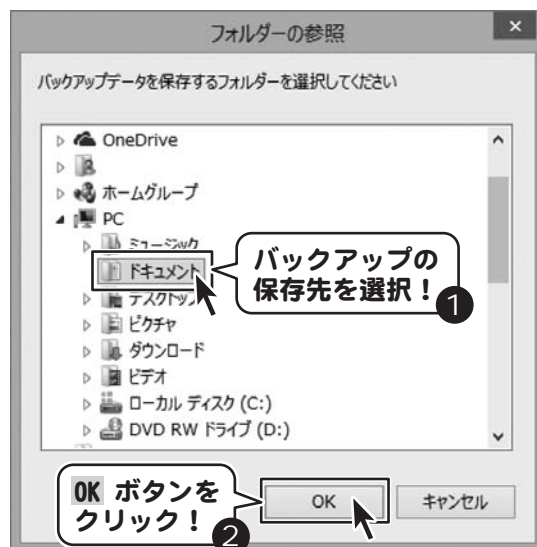 フォルダーの参照
×
バックアップデータを保存するフォルダーを選択してください
OneDrive
ホームグループ
PC
ミュージック
ドキュメント
バックアップの
保存先を選択！
1
デスクトップ
ピクチャ
ダウンロード
ビデオ
ローカル ディスク (C:)
DVD RW ドライブ (D:)
OK ボタンを
クリック！
2
OK
キャンセル